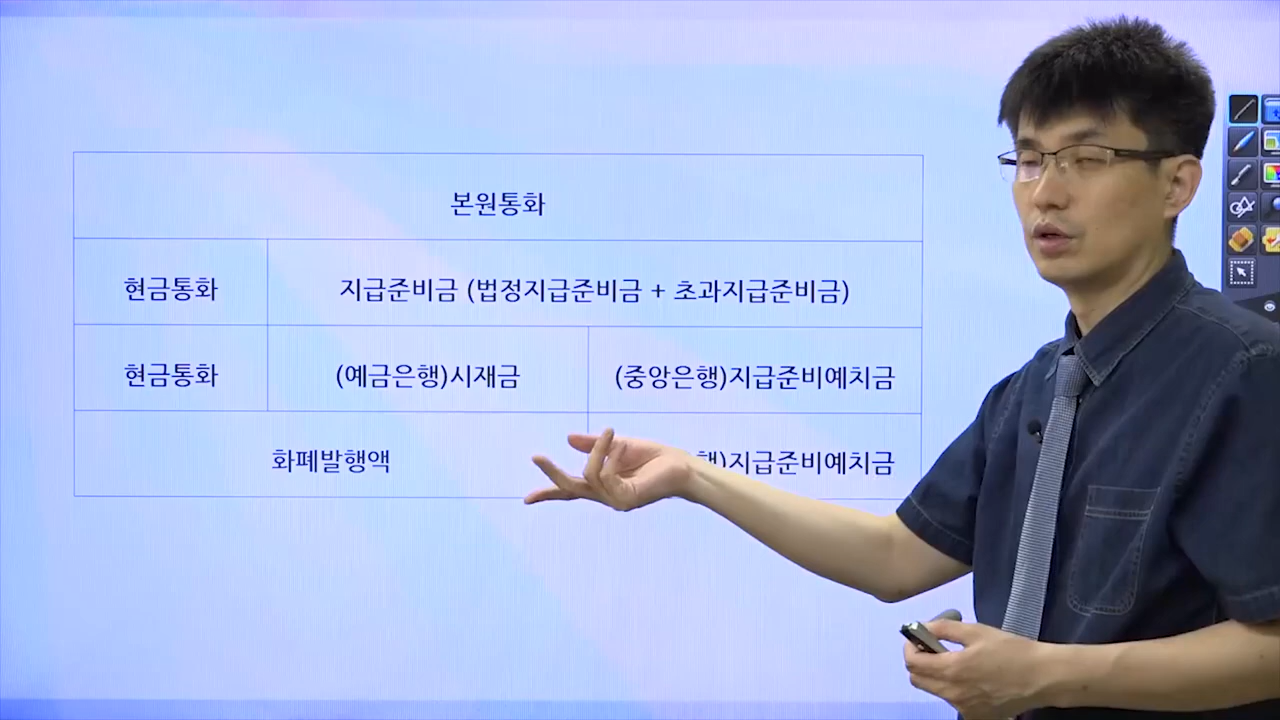 본원통화
현금통화 지급준비금 (법정지급준비금 + 초과지급준비금)
현금통화 (예금은행)시재금 (중앙은행)지급준비예치금
화폐발행액 행)지급준비예치금